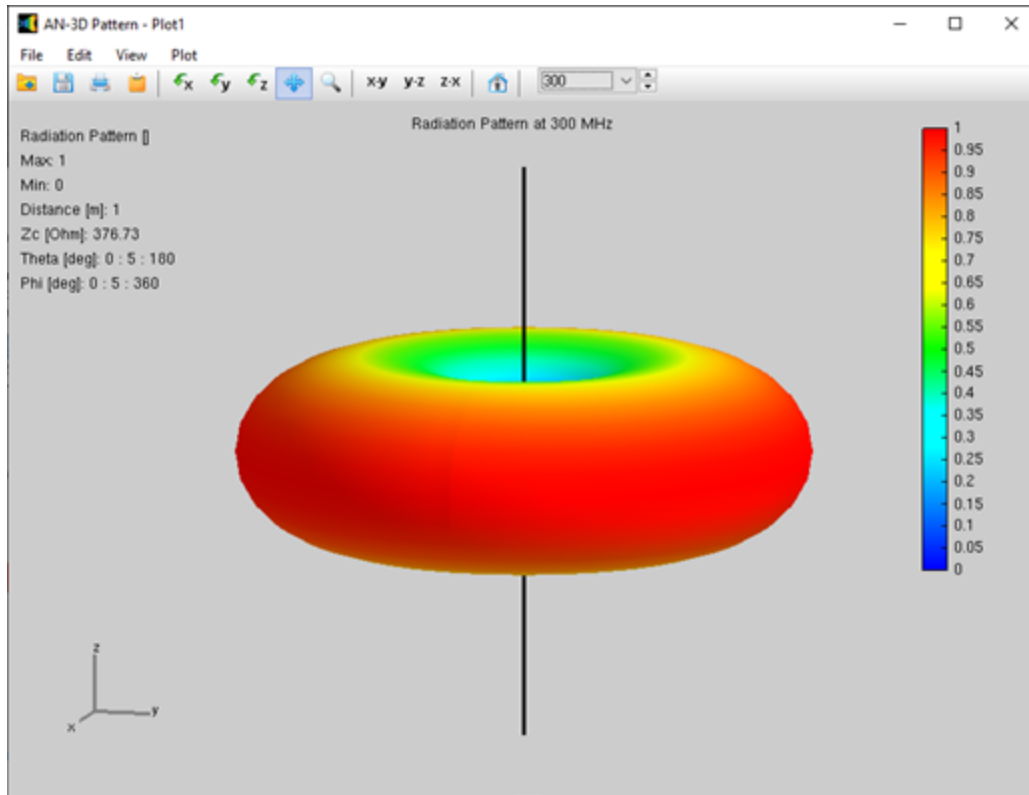 AN-3D Pattern - Plot1
File Edit View Plot
x y z x-y y-z z-x 300
Radiation Pattern at 300 MHz
Radiation Pattern []
Max: 1
Min: 0
Distance [m]: 1
Zc [Ohm]: 376.73
Theta [deg]: 0 : 5 : 180
Phi [deg]: 0 : 5 : 360
1
0.95
0.9
0.85
0.8
0.75
0.7
0.65
0.6
0.55
0.5
0.45
0.4
0.35
0.3
0.25
0.2
0.15
0.1
0.05
0
z
y
x